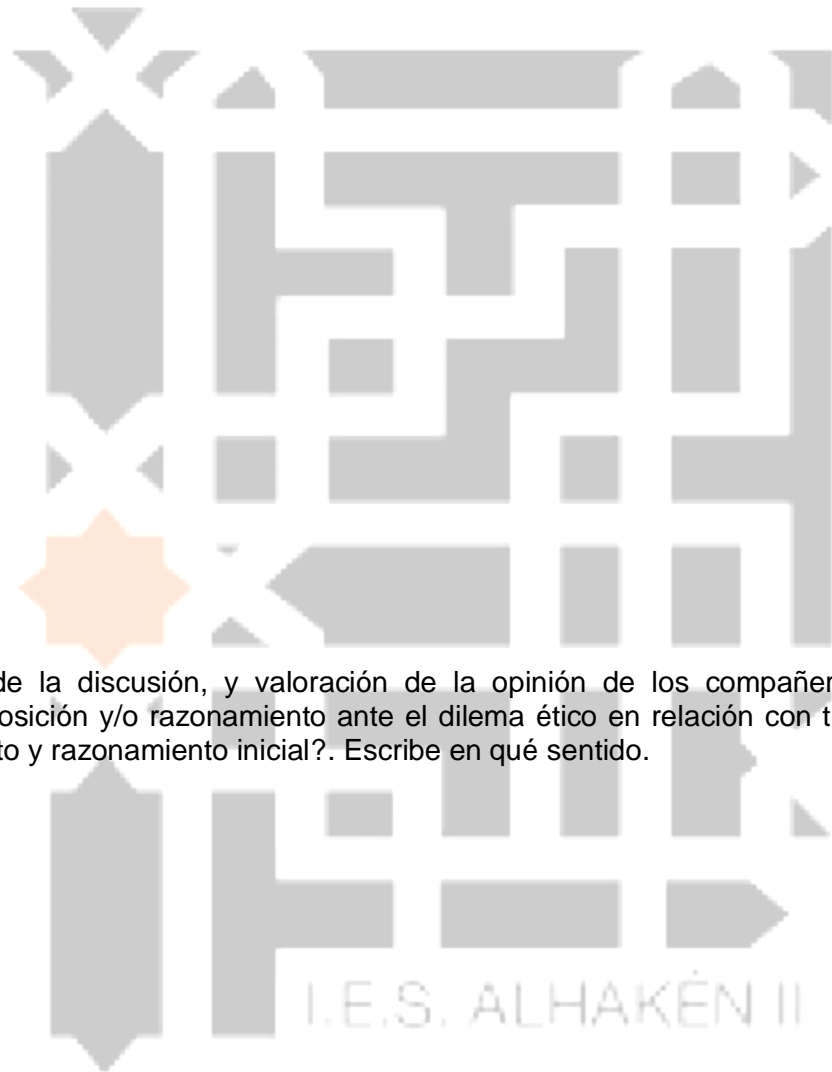 de la discusión, y valoración de la opinión de los compañer
osición y/o razonamiento ante el dilema ético en relación con t
to y razonamiento inicial?. Escribe en qué sentido.
I.E.S. ALHAKÉN II